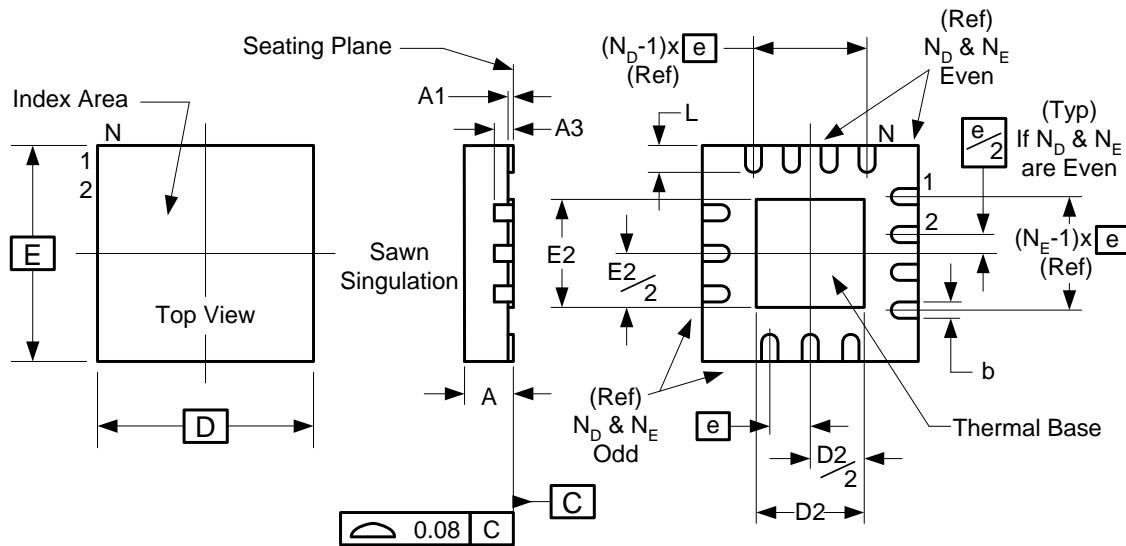 Seating Plane
Index Area
N
1
2
E
Top View
D
A1
A3
Sawn
Singulation
A
C
0.08 C
(N_D-1)x e
(Ref)
(Ref)
N_D & N_E
Even
L
N
e/2
(Typ)
If N_D & N_E
are Even
1
2
(N_E-1)x e
(Ref)
E2
E2/2
b
(Ref)
N_D & N_E
Odd
e
Thermal Base
D2/2
D2